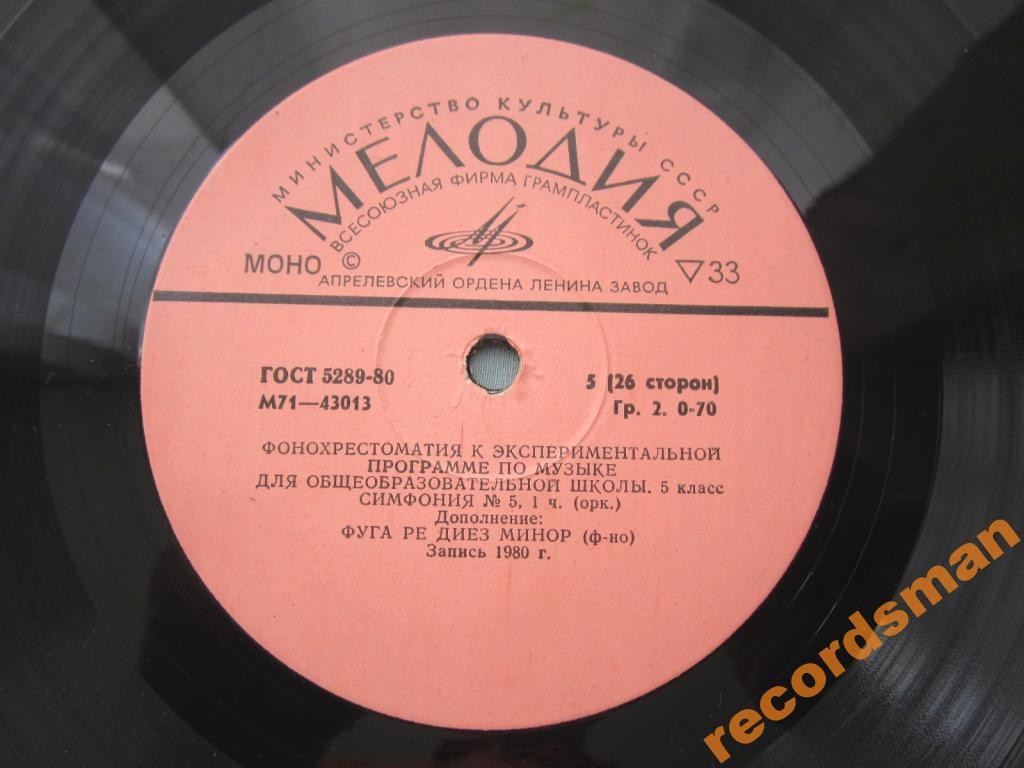 МИНИСТЕРСТВО КУЛЬТУРЫ СССР
МЕЛОДИЯ
ВСЕСОЮЗНАЯ ФИРМА ГРАМПЛАСТИНОК
МОНО © ▽33
АПРЕЛЕВСКИЙ ОРДЕНА ЛЕНИНА ЗАВОД
ГОСТ 5289-80 5 (26 сторон)
М71—43013 Гр. 2. 0-70
ФОНОХРЕСТОМАТИЯ К ЭКСПЕРИМЕНТАЛЬНОЙ
ПРОГРАММЕ ПО МУЗЫКЕ
ДЛЯ ОБЩЕОБРАЗОВАТЕЛЬНОЙ ШКОЛЫ. 5 класс
СИМФОНИЯ № 5, 1 ч. (орк.)
Дополнение:
ФУГА РЕ ДИЕЗ МИНОР (ф-но)
Запись 1980 г.
recordsman